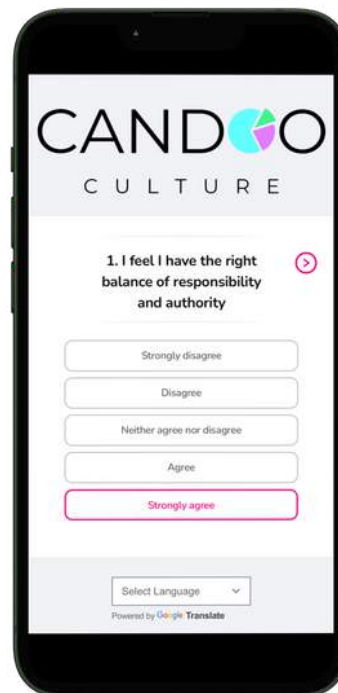 CANDOO
CULTURE
1. I feel I have the right
balance of responsibility
and authority
Strongly disagree
Disagree
Neither agree nor disagree
Agree
Strongly agree
Select Language
Powered by Google Translate